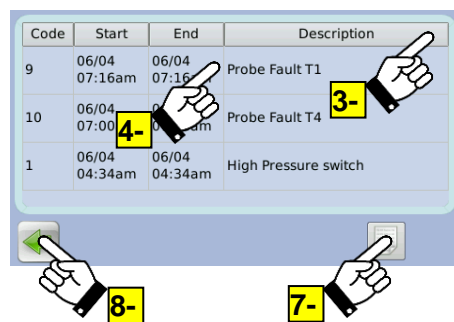 Code Start End Description
9 06/04 07:16am 06/04 07:16 Probe Fault T1
3-
10 06/04 07:00 am Probe Fault T4
4-
1 06/04 04:34am 06/04 04:34am High Pressure switch
8-
7-